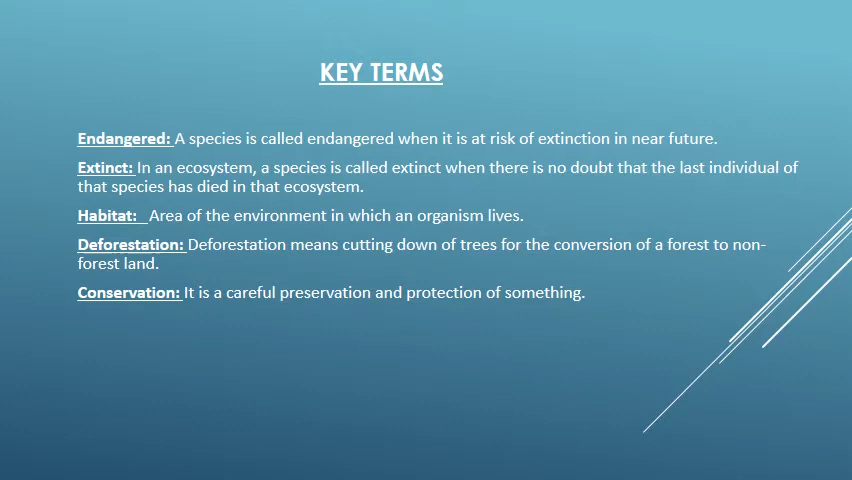 KEY TERMS
Endangered: A species is called endangered when it is at risk of extinction in near future.
Extinct: In an ecosystem, a species is called extinct when there is no doubt that the last individual of
that species has died in that ecosystem.
Habitat: Area of the environment in which an organism lives.
Deforestation: Deforestation means cutting down of trees for the conversion of a forest to non-
forest land.
Conservation: It is a careful preservation and protection of something.